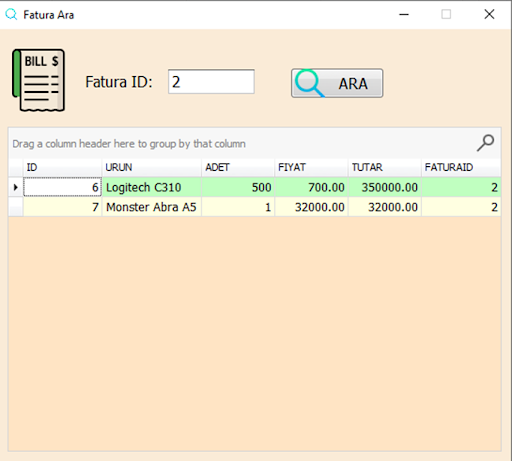 Fatura Ara
BILL $
Fatura ID: 2 ARA
Drag a column header here to group by that column
ID URUN ADET FIYAT TUTAR FATURAID
6 Logitech C310 500 700.00 350000.00 2
7 Monster Abra A5 1 32000.00 32000.00 2